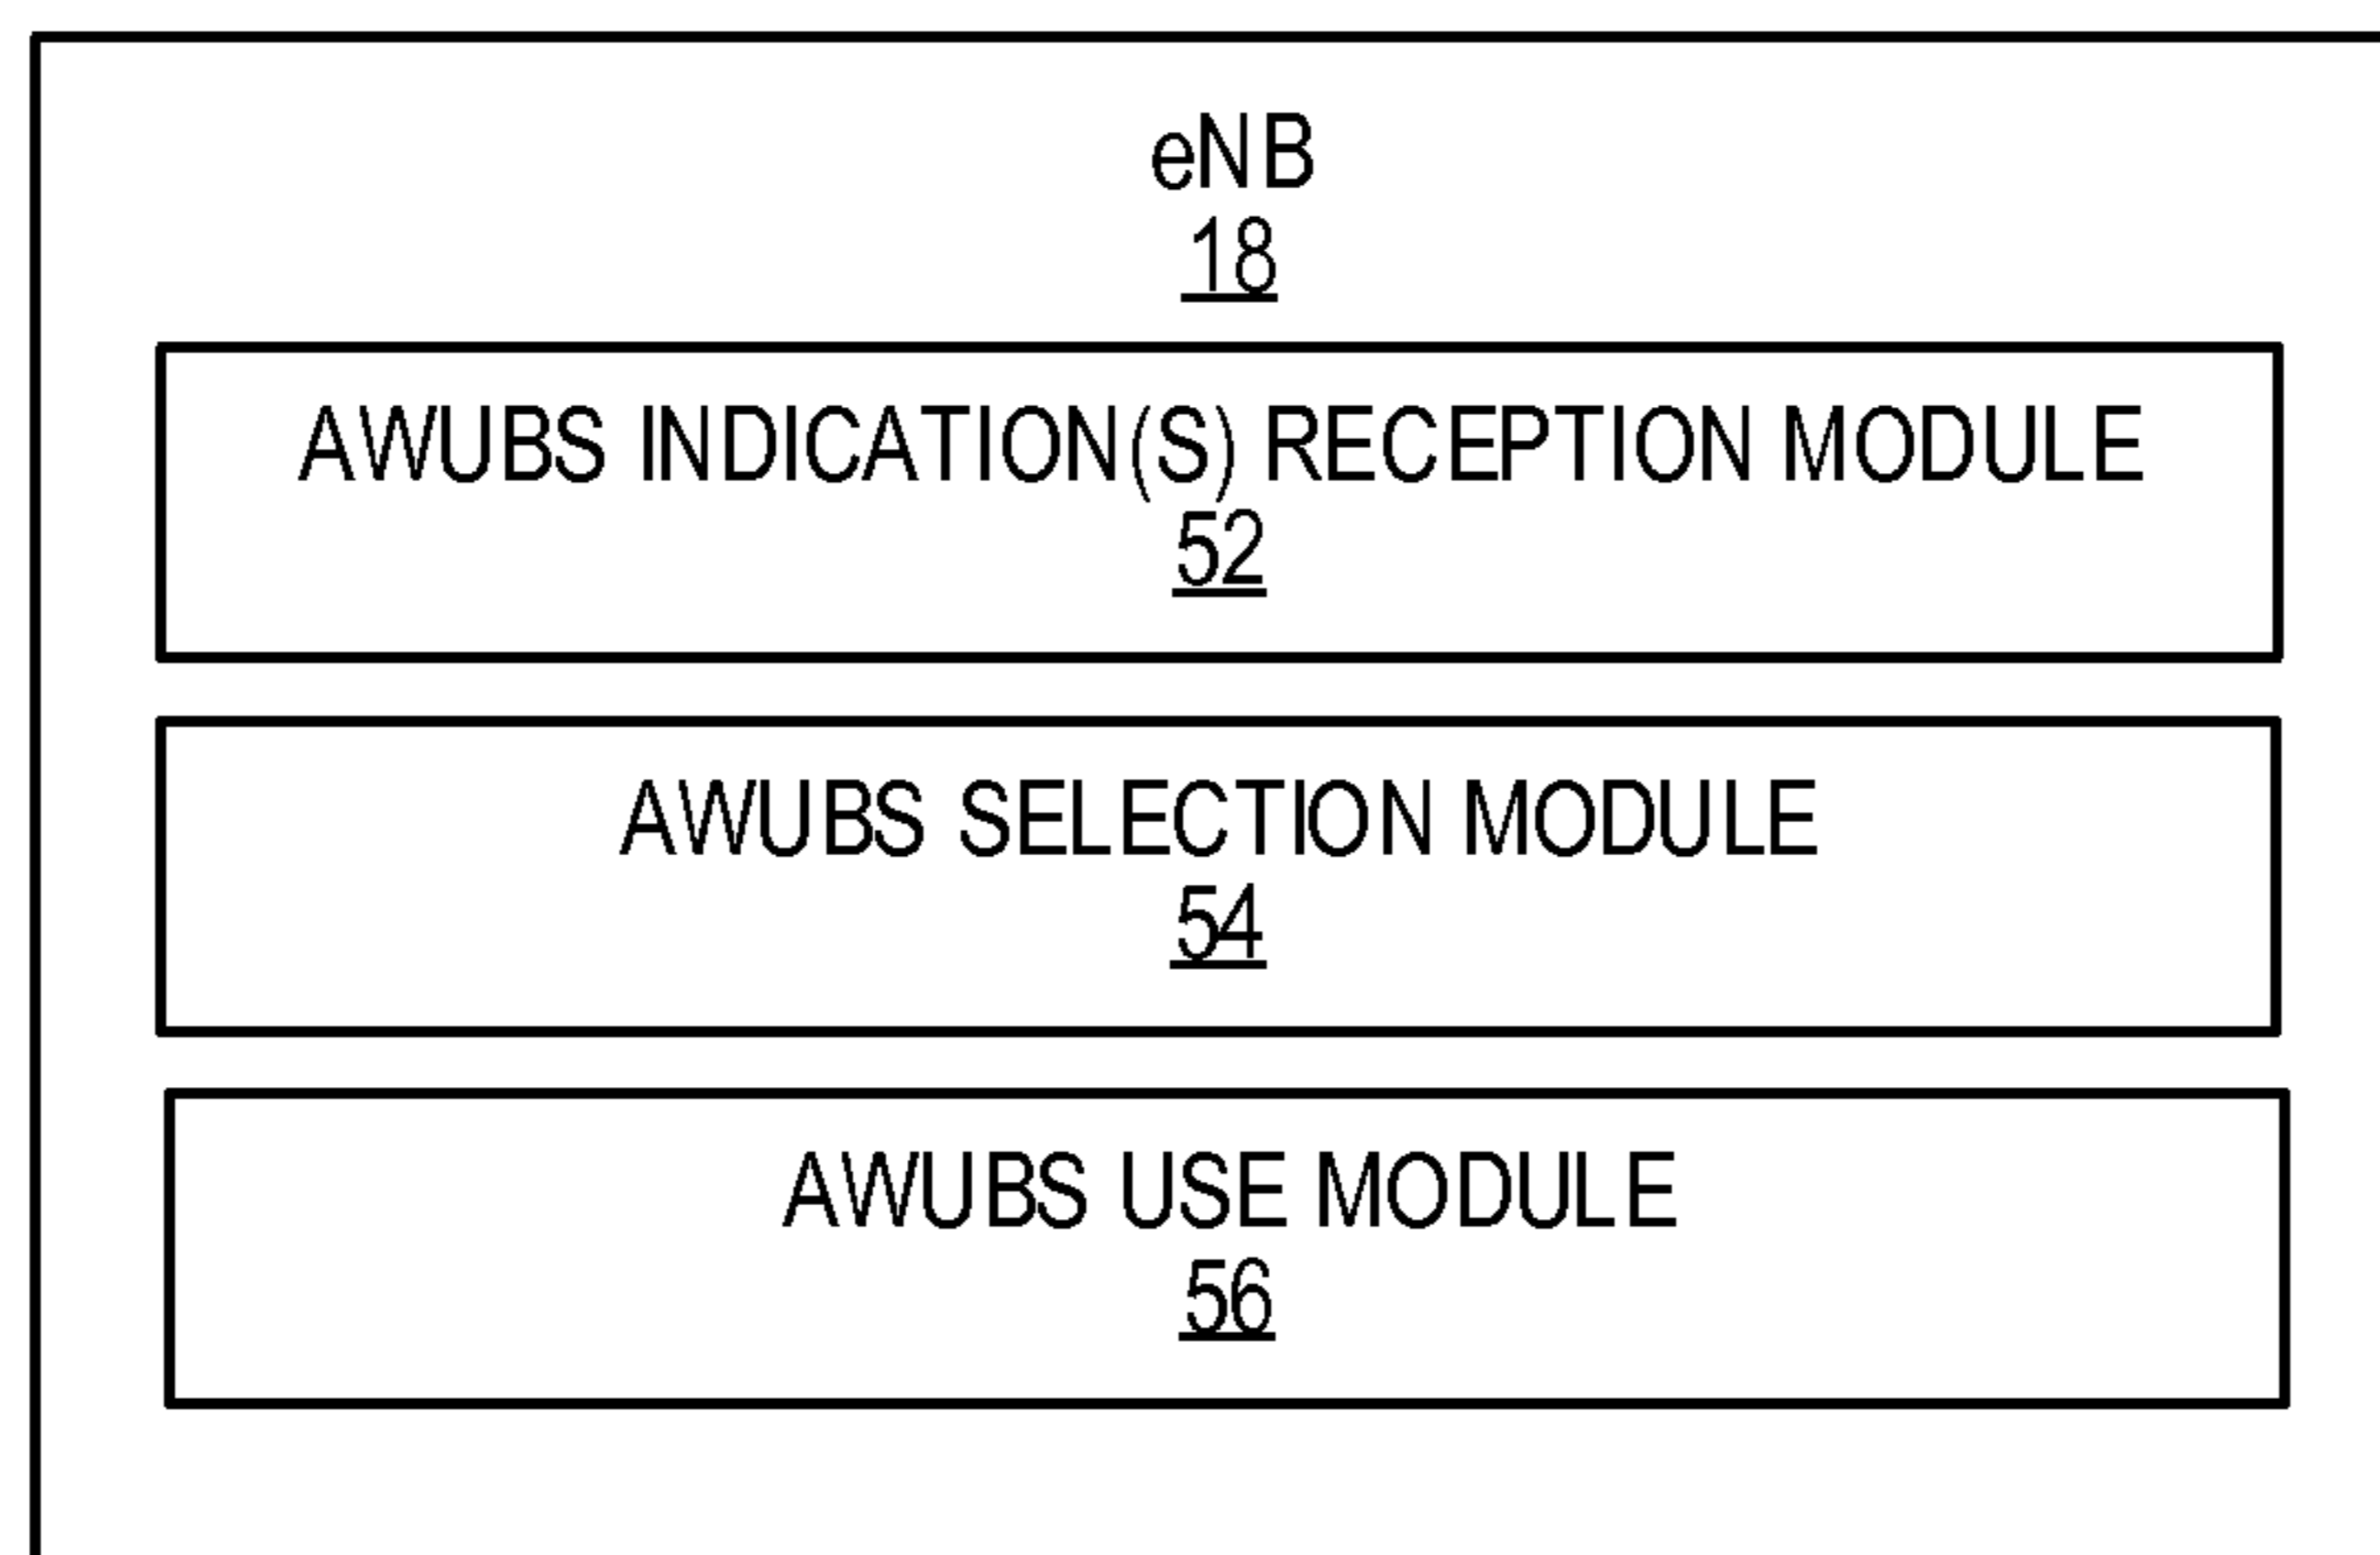 eNB
18
AWUBS INDICATION(S) RECEPTION MODULE
52
AWUBS SELECTION MODULE
54
AWUBS USE MODULE
56